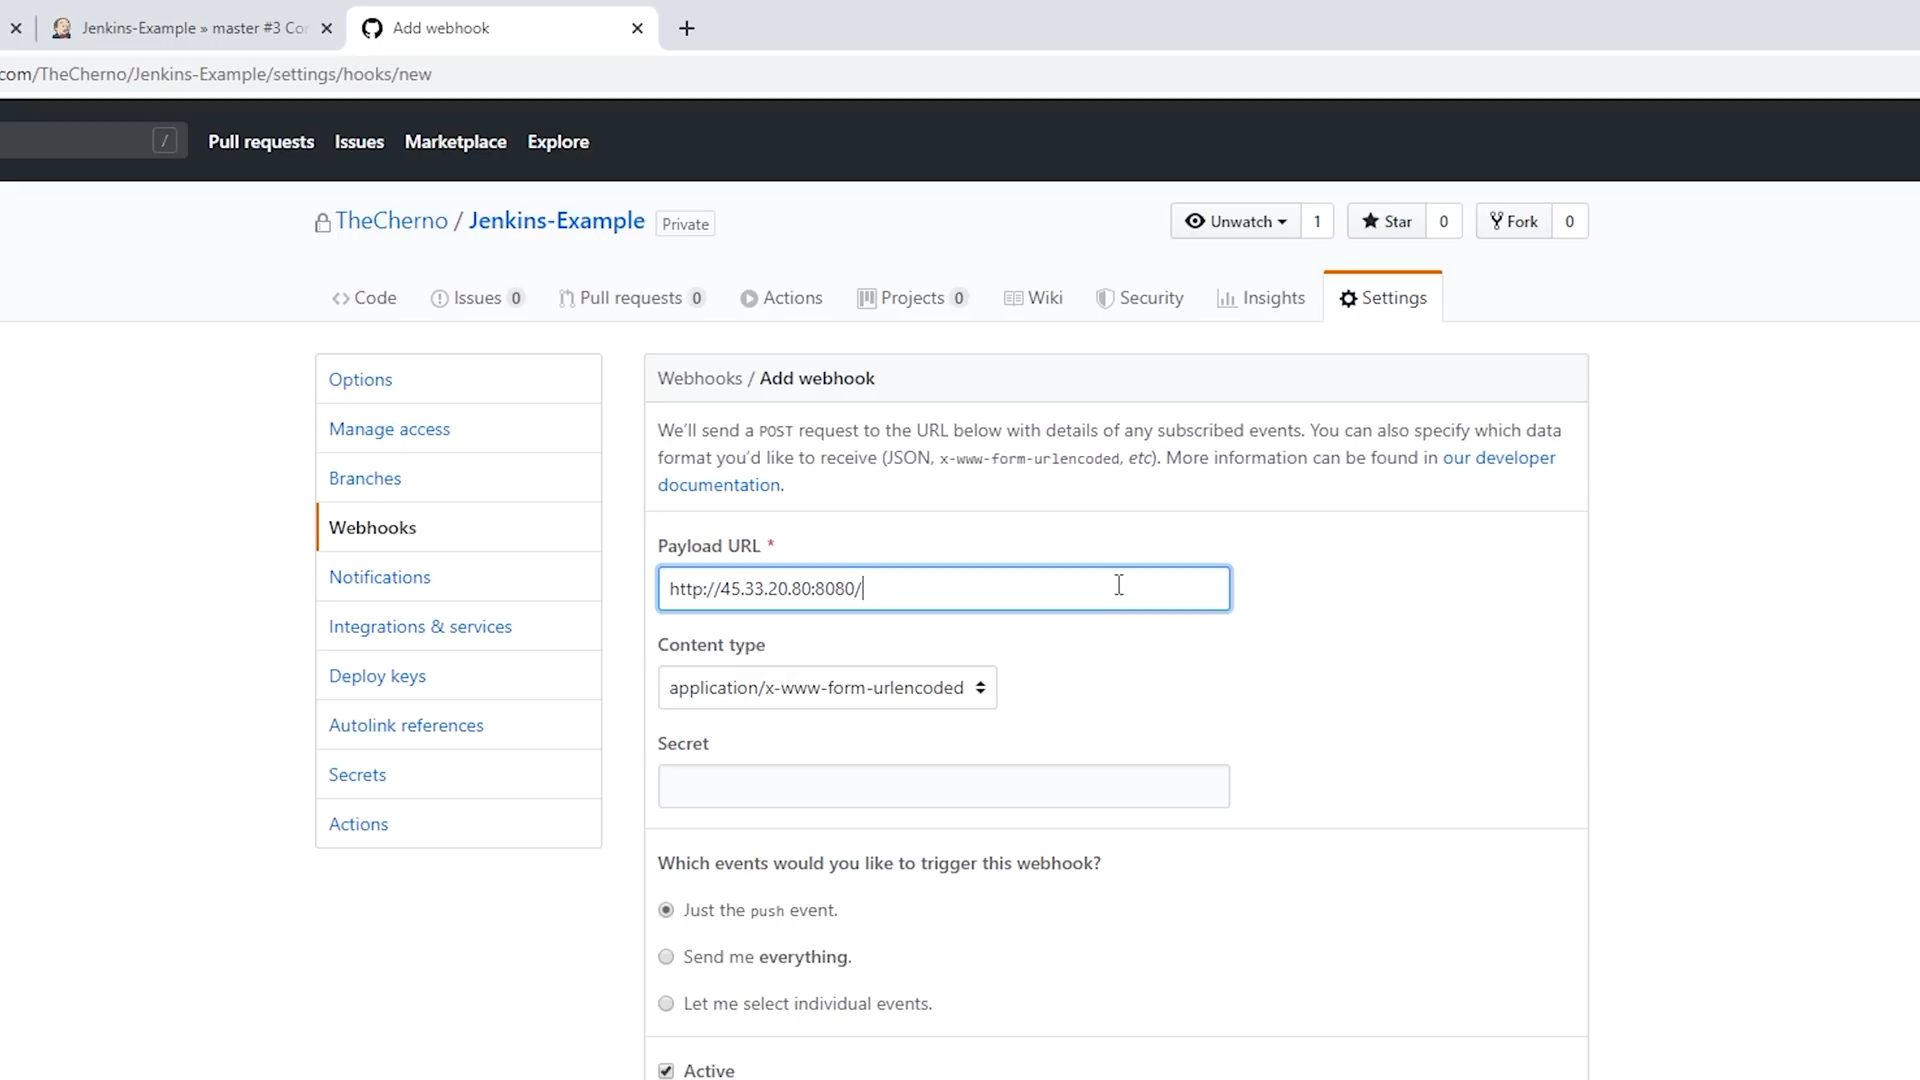 Jenkins-Example » master #3 Co
Add webhook
com/TheCherno/Jenkins-Example/settings/hooks/new
/
Pull requests Issues Marketplace Explore
TheCherno / Jenkins-Example Private
Unwatch 1 Star 0 Fork 0
Code Issues 0 Pull requests 0 Actions Projects 0 Wiki Security Insights Settings
Options
Manage access
Branches
Webhooks
Notifications
Integrations & services
Deploy keys
Autolink references
Secrets
Actions
Webhooks / Add webhook
We'll send a POST request to the URL below with details of any subscribed events. You can also specify which data
format you'd like to receive (JSON, x-www-form-urlencoded, etc). More information can be found in our developer
documentation.
Payload URL *
http://45.33.20.80:8080/
Content type
application/x-www-form-urlencoded
Secret
Which events would you like to trigger this webhook?
Just the push event.
Send me everything.
Let me select individual events.
Active